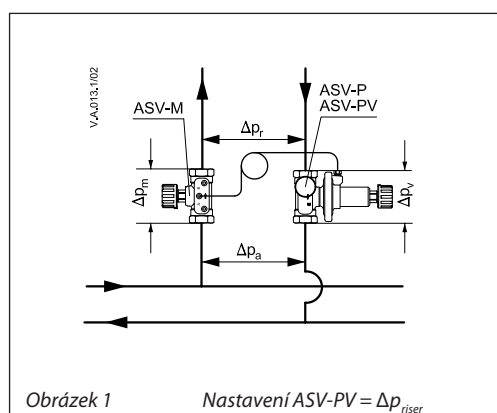 V.A.013.1/02
ASV-P
ASV-PV
ASV-M
Δpr
Δpm
Δpv
Δpa
Obrázek 1 Nastavení ASV-PV = Δpriser